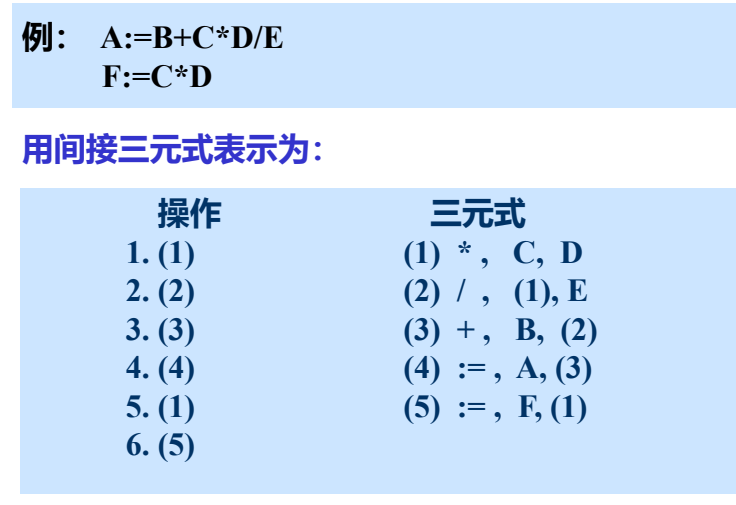 例： A:=B+C*D/E
F:=C*D
用间接三元式表示为：
操作 三元式
1. (1) (1) * , C, D
2. (2) (2) / , (1), E
3. (3) (3) + , B, (2)
4. (4) (4) := , A, (3)
5. (1) (5) := , F, (1)
6. (5)